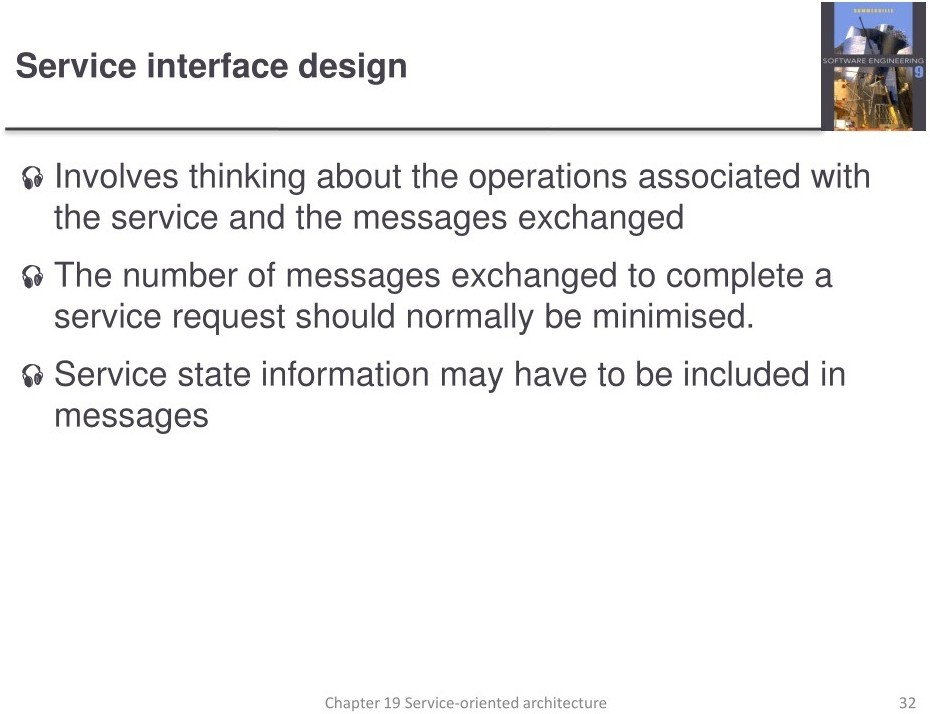 Service interface design
SOMMERVILLE
SOFTWARE ENGINEERING
9
Involves thinking about the operations associated with
the service and the messages exchanged
The number of messages exchanged to complete a
service request should normally be minimised.
Service state information may have to be included in
messages
Chapter 19 Service-oriented architecture
32